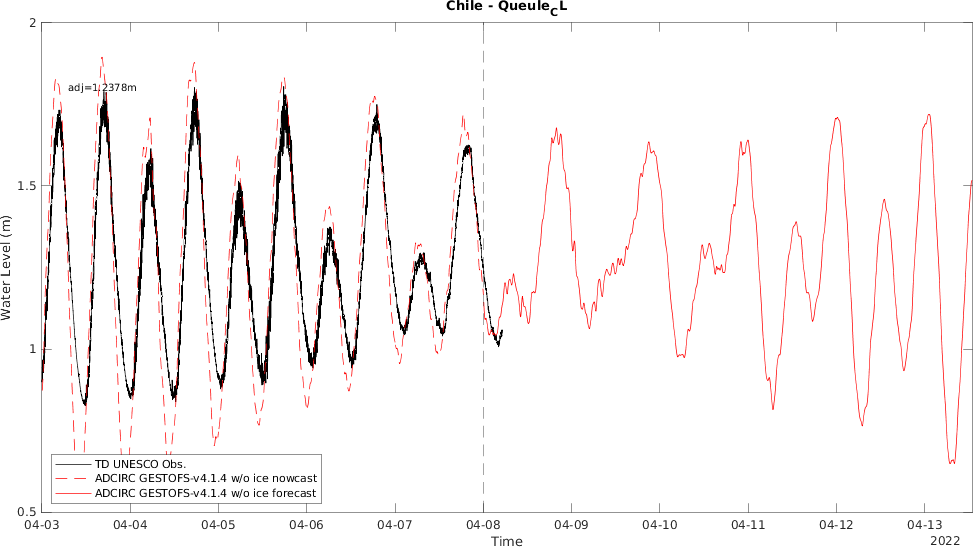 Chile - Queule_CL
2
adj=1.2378m
1.5
1
0.5
Water Level (m)
TD UNESCO Obs.
ADCIRC GESTOFS-v4.1.4 w/o ice nowcast
ADCIRC GESTOFS-v4.1.4 w/o ice forecast
04-03 04-04 04-05 04-06 04-07 04-08 04-09 04-10 04-11 04-12 04-13
Time
2022